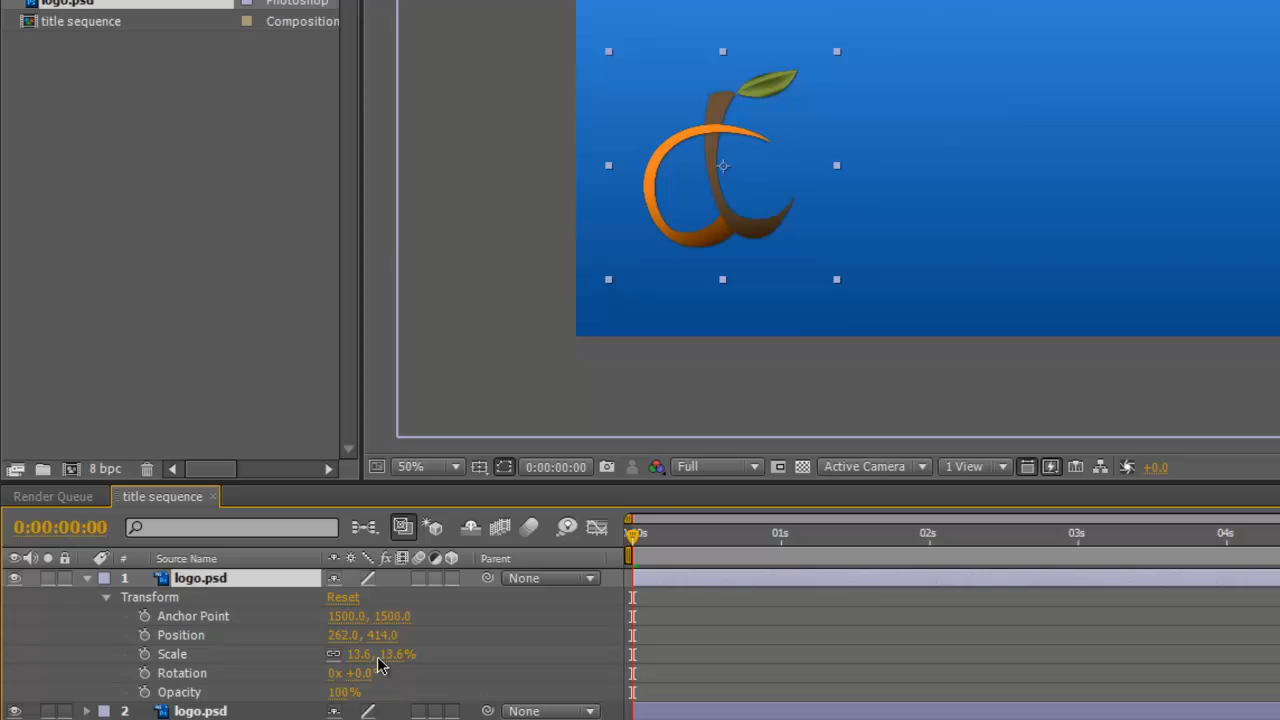 logo.psd Photoshop
title sequence Composition
8 bpc
50% 0:00:00:00 Full Active Camera 1 View +0.0
Render Queue title sequence
0:00:00:00
01s 02s 03s 04s
# Source Name fx Parent
1 logo.psd None
Transform Reset
Anchor Point 1500.0, 1500.0
Position 262.0, 414.0
Scale 13.6, 13.6%
Rotation 0x +0.0
Opacity 100%
2 logo.psd None